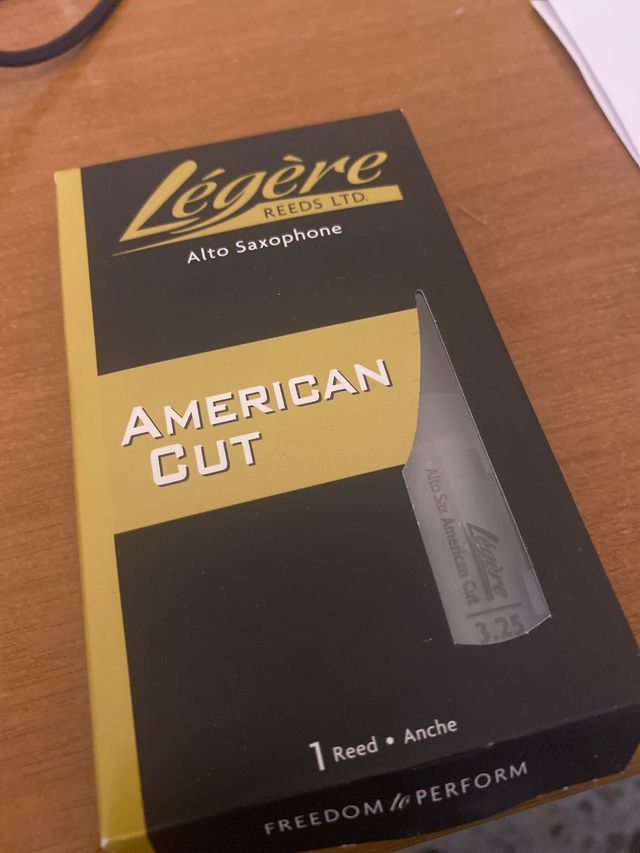 Légère
REEDS LTD.
Alto Saxophone
AMERICAN
CUT
Alto Sax American Cut
Légère
3.25
1 Reed • Anche
FREEDOM to PERFORM